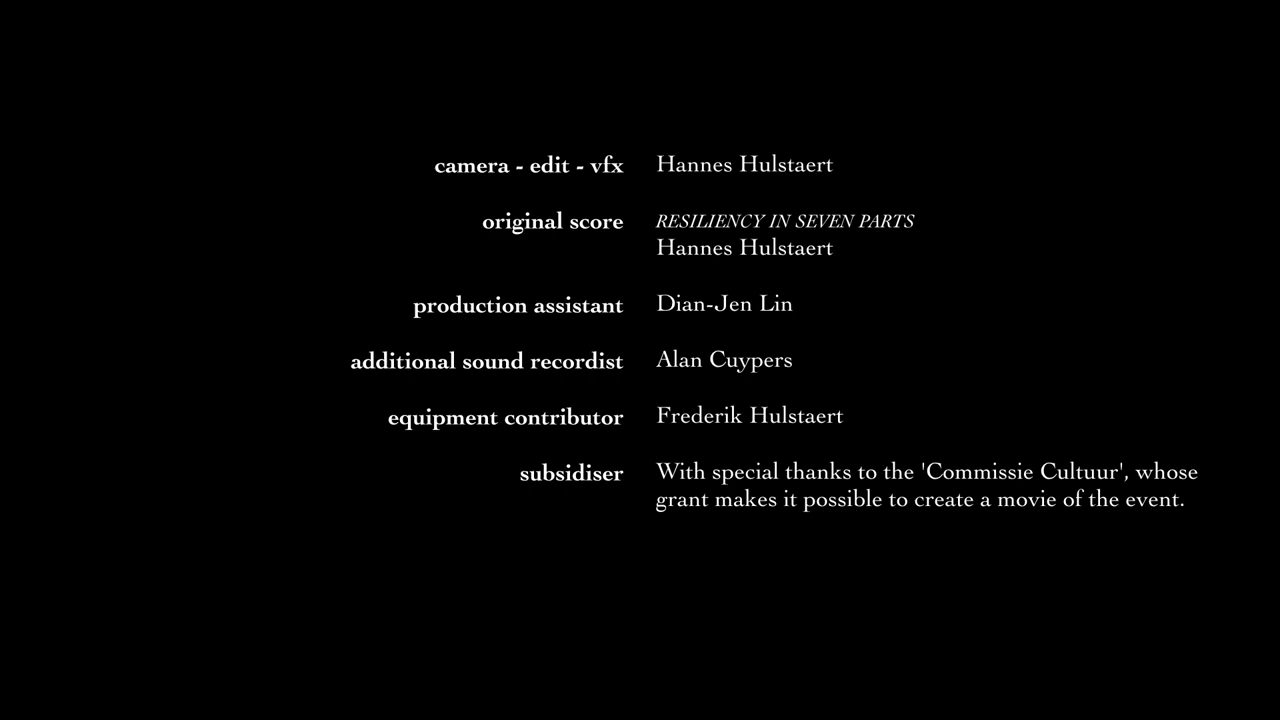 camera - edit - vfx Hannes Hulstaert
original score RESILIENCY IN SEVEN PARTS
Hannes Hulstaert
production assistant Dian-Jen Lin
additional sound recordist Alan Cuypers
equipment contributor Frederik Hulstaert
subsidiser With special thanks to the 'Commissie Cultuur', whose
grant makes it possible to create a movie of the event.